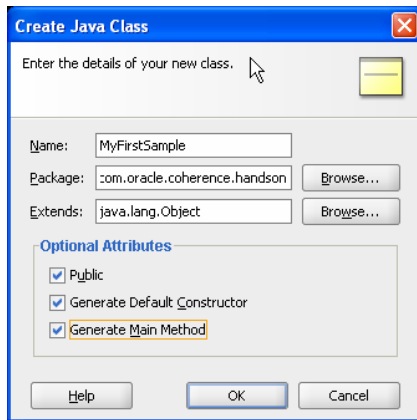 Create Java Class
Enter the details of your new class.
Name: MyFirstSample
Package: com.oracle.coherence.handson Browse...
Extends: java.lang.Object Browse...
Optional Attributes
Public
Generate Default Constructor
Generate Main Method
Help OK Cancel